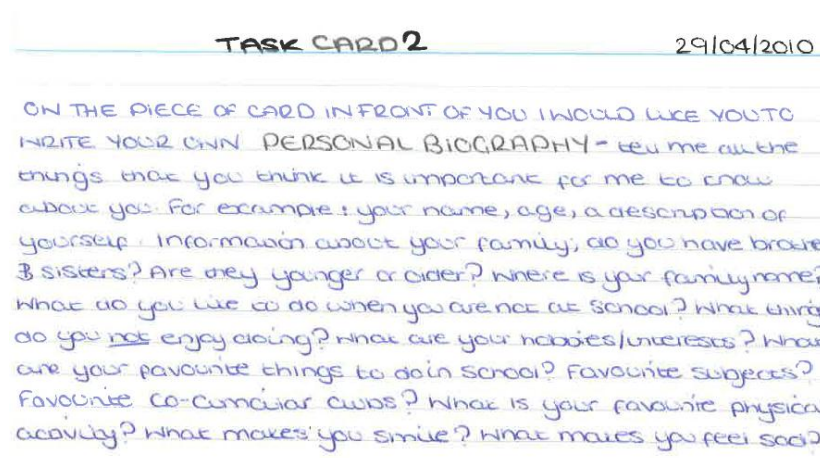 TASK CARD 2 29/04/2010
ON THE PIECE OF CARD IN FRONT OF YOU I WOULD LIKE YOU TO
WRITE YOUR OWN PERSONAL BIOGRAPHY - tell me all the
things that you think it is important for me to know
about you. For example: your name, age, a description of
yourself. Information about your family; do you have brothe
& sisters? Are they younger or older? Where is your family home?
What do you like to do when you are not at school? What thing
do you not enjoy doing? What are your hobbies/interests? What
are your favourite things to do in school? Favourite subjects?
Favourite co-curricular clubs? What is your favourite physica
activity? What makes you smile? What makes you feel sad?